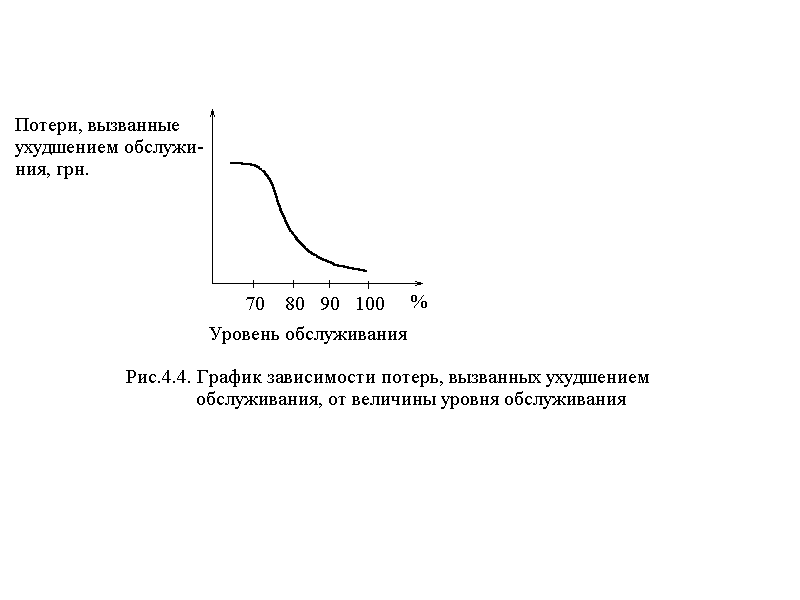 Потери, вызванные
ухудшением обслужи-
ния, грн.
70 80 90 100 %
Уровень обслуживания
Рис.4.4. График зависимости потерь, вызванных ухудшением
обслуживания, от величины уровня обслуживания